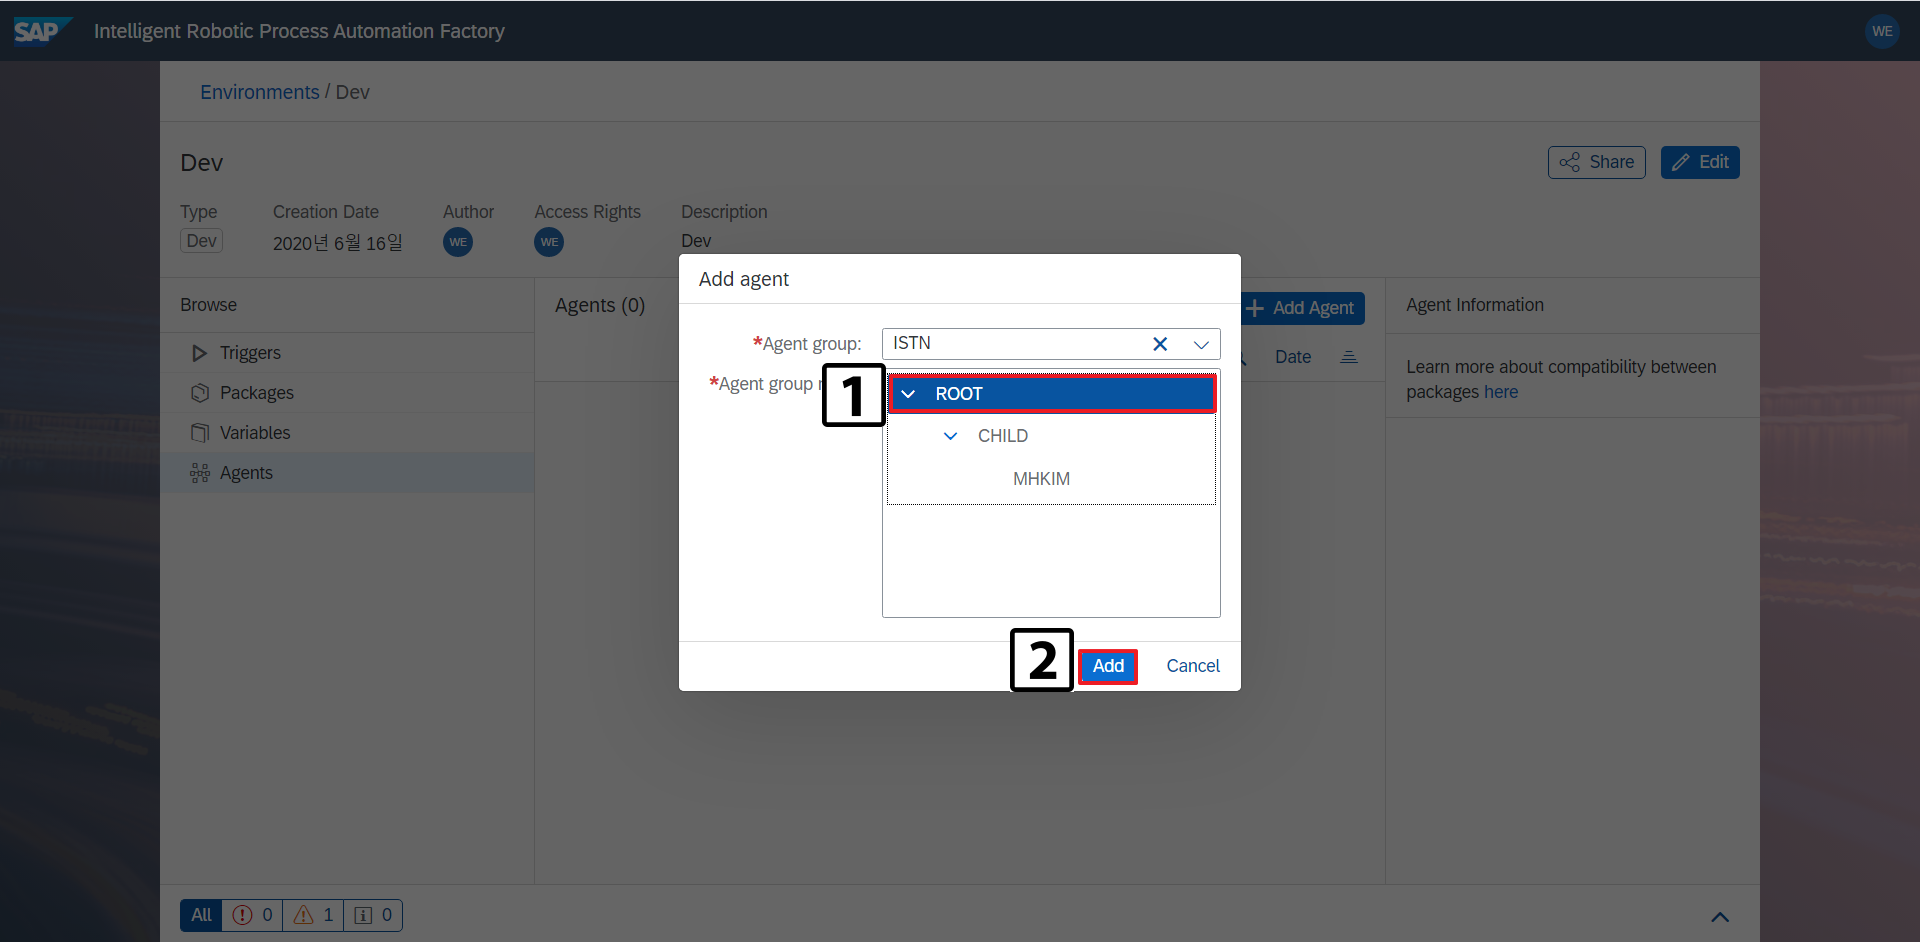 SAP Intelligent Robotic Process Automation Factory WE
Environments / Dev
Dev
Share Edit
Type Creation Date Author Access Rights Description
Dev 2020년 6월 16일 WE WE Dev
Browse
Triggers
Packages
Variables
Agents
Agents (0)
Add Agent
Date
Agent Information
Learn more about compatibility between
packages here
Add agent
*Agent group: ISTN
*Agent group
1
ROOT
CHILD
MHKIM
2
Add Cancel
All 0 1 0